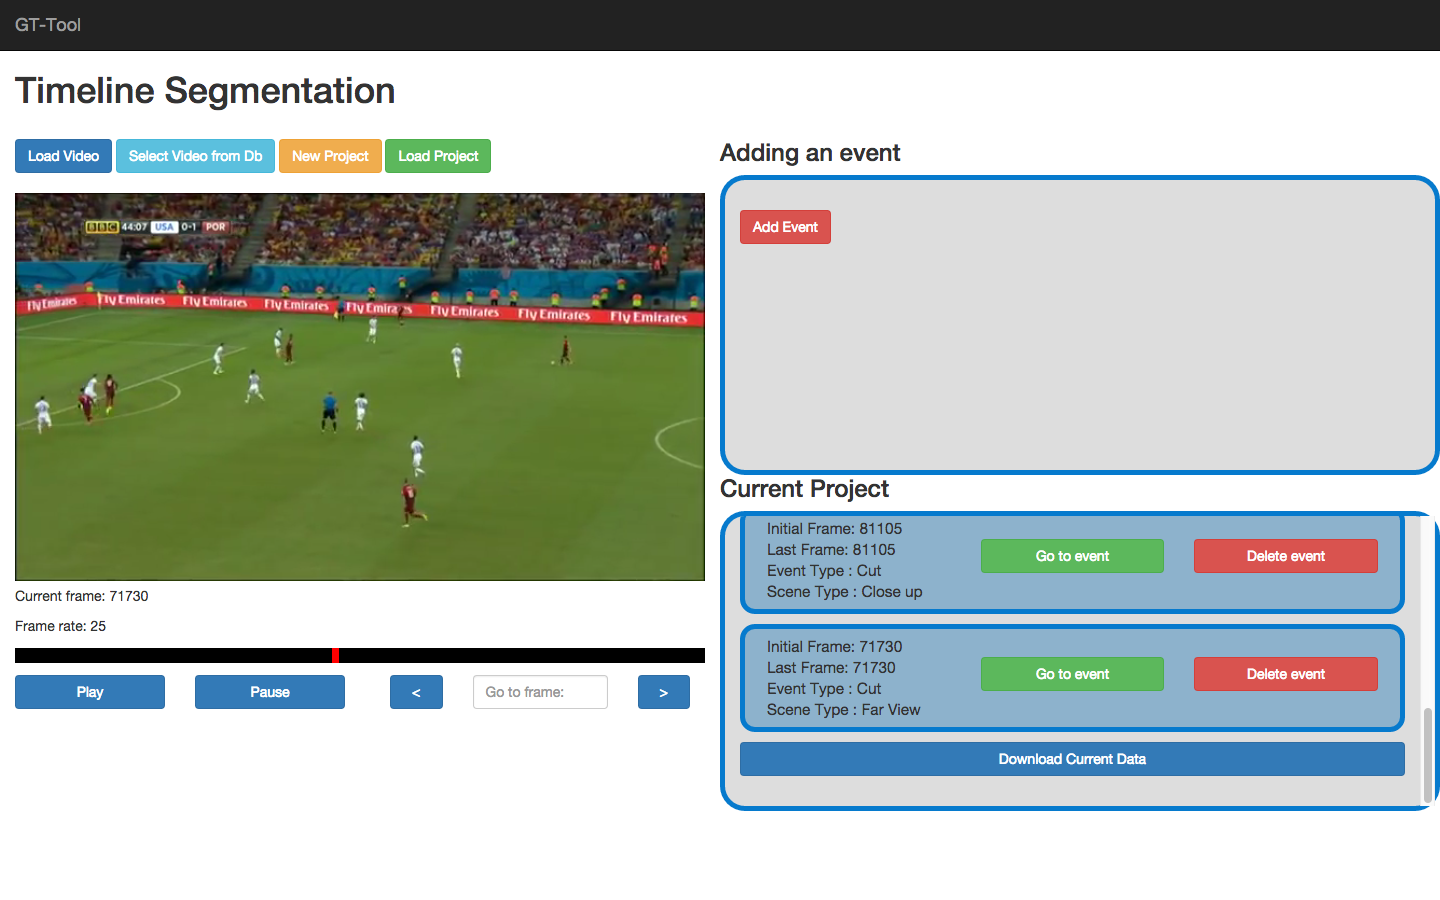 GT-Tool
Timeline Segmentation
Load Video Select Video from Db New Project Load Project
BBC 44:07 USA 0-1 POR
Fly Emirates Fly Emirates Fly Emirates Fly Emirates Fly Emirates Fly Emirates Fly Emirates Fly Emirates
Current frame: 71730
Frame rate: 25
Play Pause < Go to frame: >
Adding an event
Add Event
Current Project
Initial Frame: 81105
Last Frame: 81105
Event Type : Cut
Scene Type : Close up
Go to event Delete event
Initial Frame: 71730
Last Frame: 71730
Event Type : Cut
Scene Type : Far View
Go to event Delete event
Download Current Data